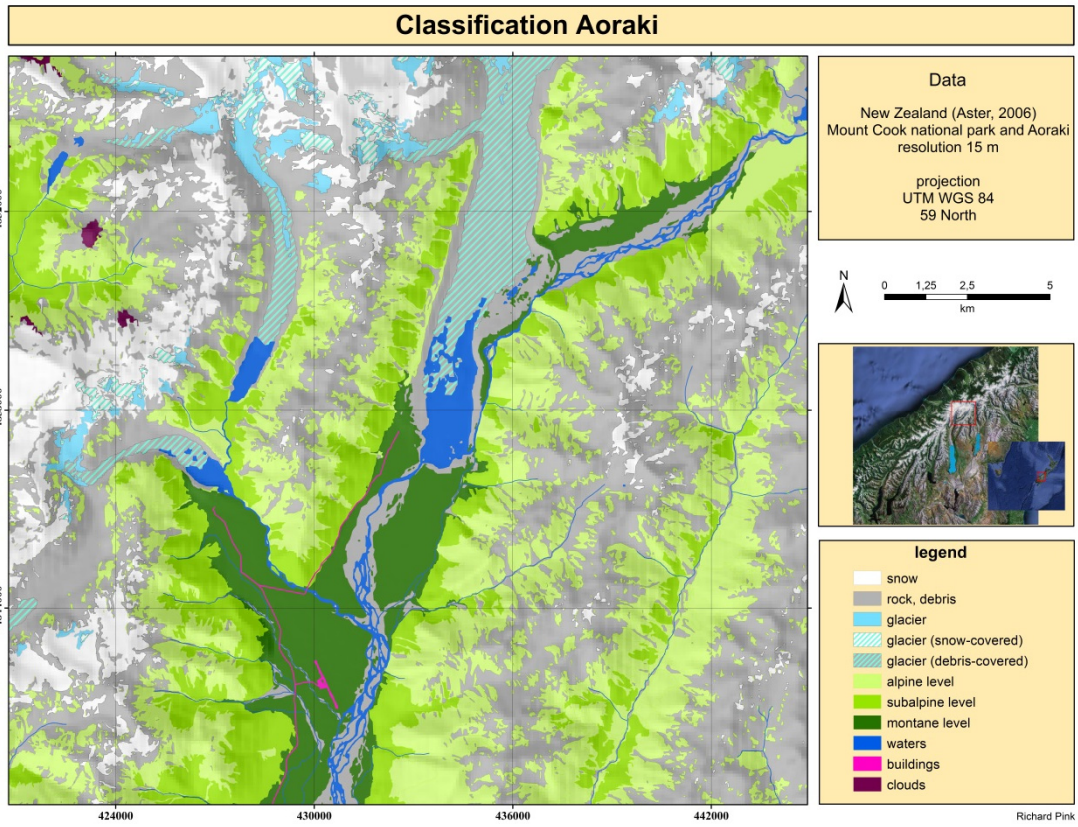 Classification Aoraki
Data
New Zealand (Aster, 2006)
Mount Cook national park and Aoraki
resolution 15 m
projection
UTM WGS 84
59 North
N
0 1,25 2,5 5
km
legend
snow
rock, debris
glacier
glacier (snow-covered)
glacier (debris-covered)
alpine level
subalpine level
montane level
waters
buildings
clouds
424000 430000 436000 442000
Richard Pink